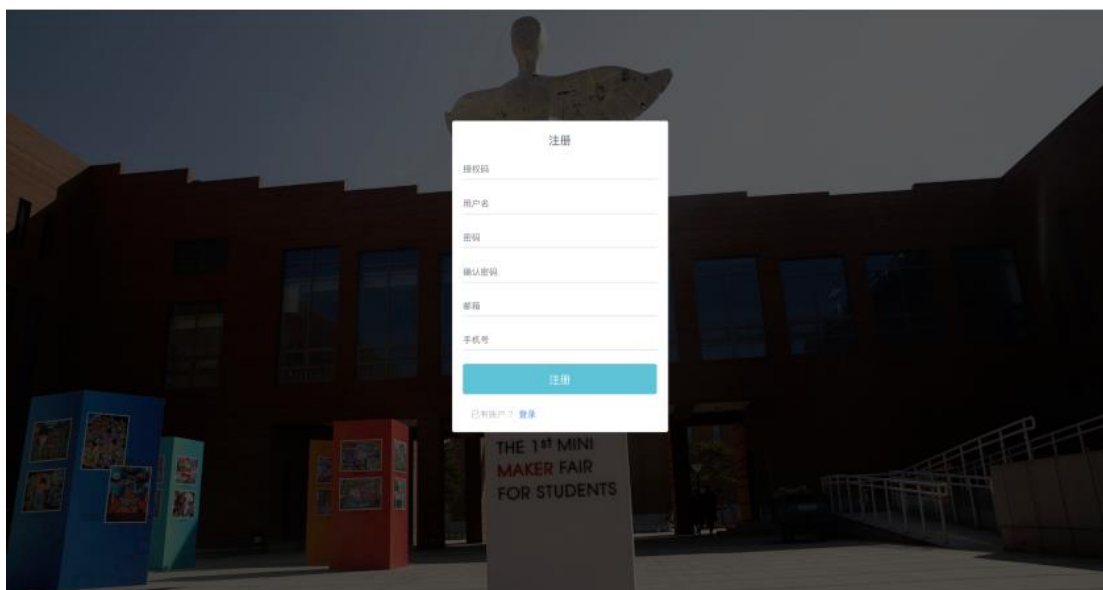 注册
授权码
用户名
密码
确认密码
邮箱
手机号
注册
已有账户？ 登录
THE 1st MINI
MAKER FAIR
FOR STUDENTS